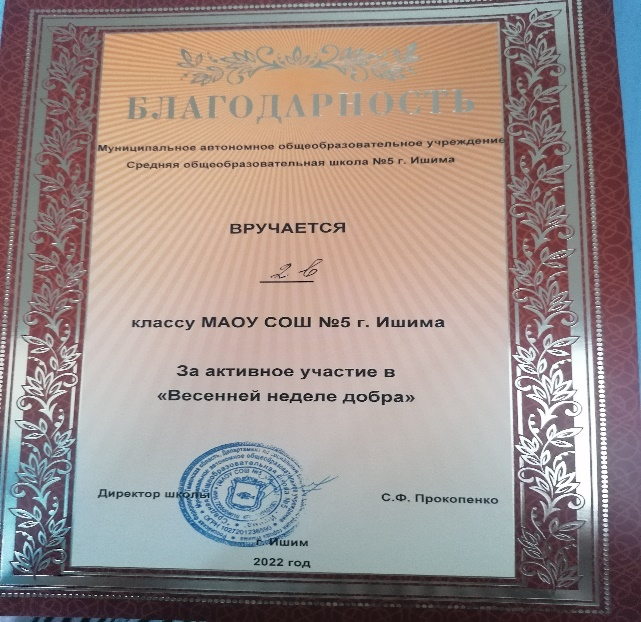 БЛАГОДАРНОСТЬ
Муниципальное автономное общеобразовательное учреждение
Средняя общеобразовательная школа №5 г. Ишима
ВРУЧАЕТСЯ
2 в
классу МАОУ СОШ №5 г. Ишима
За активное участие в
«Весенней неделе добра»
Директор школы
С.Ф. Прокопенко
г. Ишим
2022 год